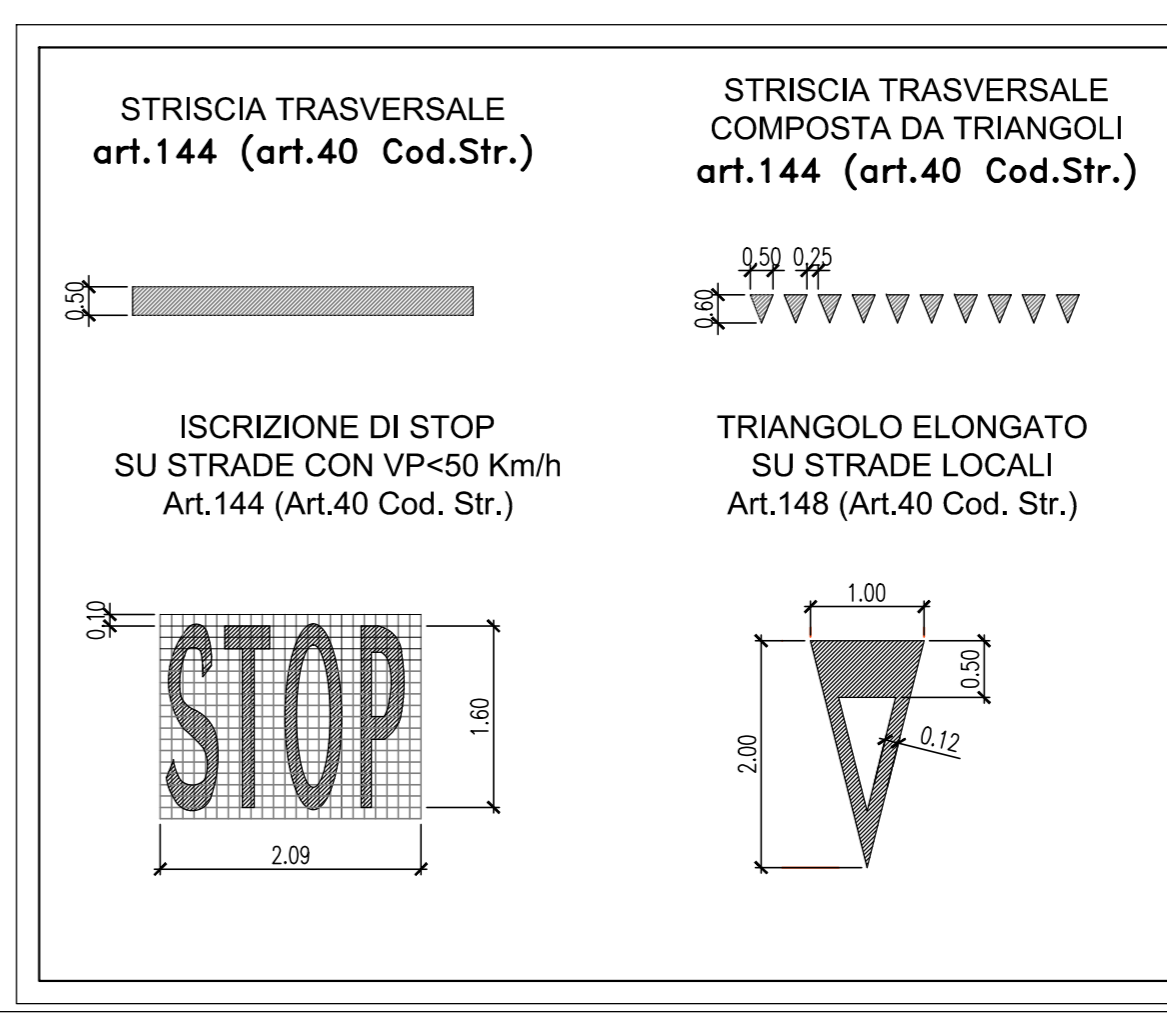 STRISCIA TRASVERSALE
art.144 (art.40 Cod.Str.)
0.50
STRISCIA TRASVERSALE
COMPOSTA DA TRIANGOLI
art.144 (art.40 Cod.Str.)
0.50 0.25
0.60
ISCRIZIONE DI STOP
SU STRADE CON VP<50 Km/h
Art.144 (Art.40 Cod. Str.)
0.10
STOP
1.60
2.09
TRIANGOLO ELONGATO
SU STRADE LOCALI
Art.148 (Art.40 Cod. Str.)
1.00
0.50
0.12
2.00